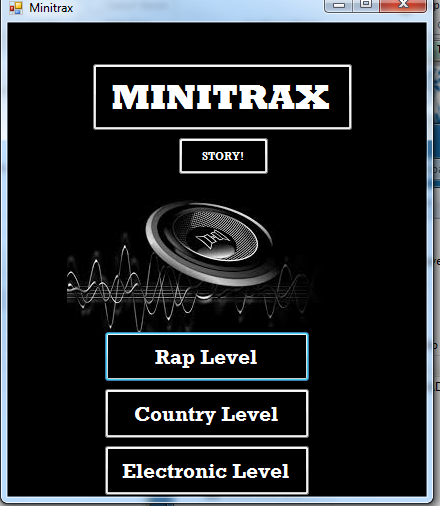 Minitrax
MINITRAX
STORY!
Rap Level
Country Level
Electronic Level